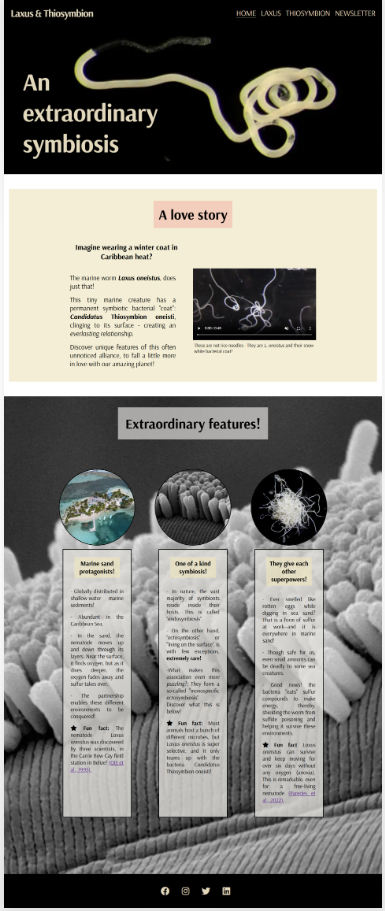 Laxus & Thiosymbion
HOME LAXUS THIOSYMBION NEWSLETTER
An
extraordinary
symbiosis
A love story
Imagine wearing a winter coat in
Caribbean heat?
The marine worm Laxus oneistus, does
just that!
This tiny marine creature has a
permanent symbiotic bacterial "coat":
Candidatus Thiosymbion oneisti,
clinging to its surface - creating an
everlasting relationship.
Discover unique features of this often
unnoticed alliance, to fall a little more
in love with our amazing planet!
These are not lice needles. They are L. oneistus and their snow
white bacterial coat!
Extraordinary features!
Marine sand
protagonists!
- Globally distributed in
shallow-water marine
sediments!
- Abundant in the
Caribbean Sea.
- In the sand, the
nematode moves up
and down through its
layers. Near the surface,
it finds oxygen, but as it
does deeper, the
oxygen fades away and
sulfur takes over.
- The partnership
enables these different
environments to be
conquered!
★ Fun fact: The
nematode Laxus
oneistus was discovered
by three scientists, in
the Carrie Bow Cay field
station in Belize! (Ott et
al., 1995).
One of a kind
symbiosis!
- In nature, the vast
majority of symbionts
reside inside their
hosts. This is called
"endosymbiosis"
- On the other hand,
"ectosymbiosis" or
"living on the surface", is
with few exceptions,
extremely rare!
-What makes this
association even more
puzzling?: They form a
so-called "monospecific
ectosymbiosis"
Discover what this is
below!
★ Fun fact: Most
animals host a bunch of
different microbes, but
Laxus oneistus is super
selective, and it only
teams up with the
bacteria Candidatus
Thiosymbion oneisti!
They give each
other
superpowers!
- Ever smelled like
rotten eggs while
digging in sea sand?
that is a form of sulfur
at work—and it is
everywhere in marine
sand!
- Though safe for us,
even small amounts can
be deadly to some sea
creatures.
- Good news! the
bacteria "eats" sulfur
compounds to make
energy, thereby,
shielding the worm from
sulfide poisoning and
helping it survive these
environments.
★ Fun fact! Laxus
oneistus can survive
and keep moving for
over six days without
any oxygen (anoxia).
This is remarkable even
for a free-living
nematode (Paredes et
al., 2022).